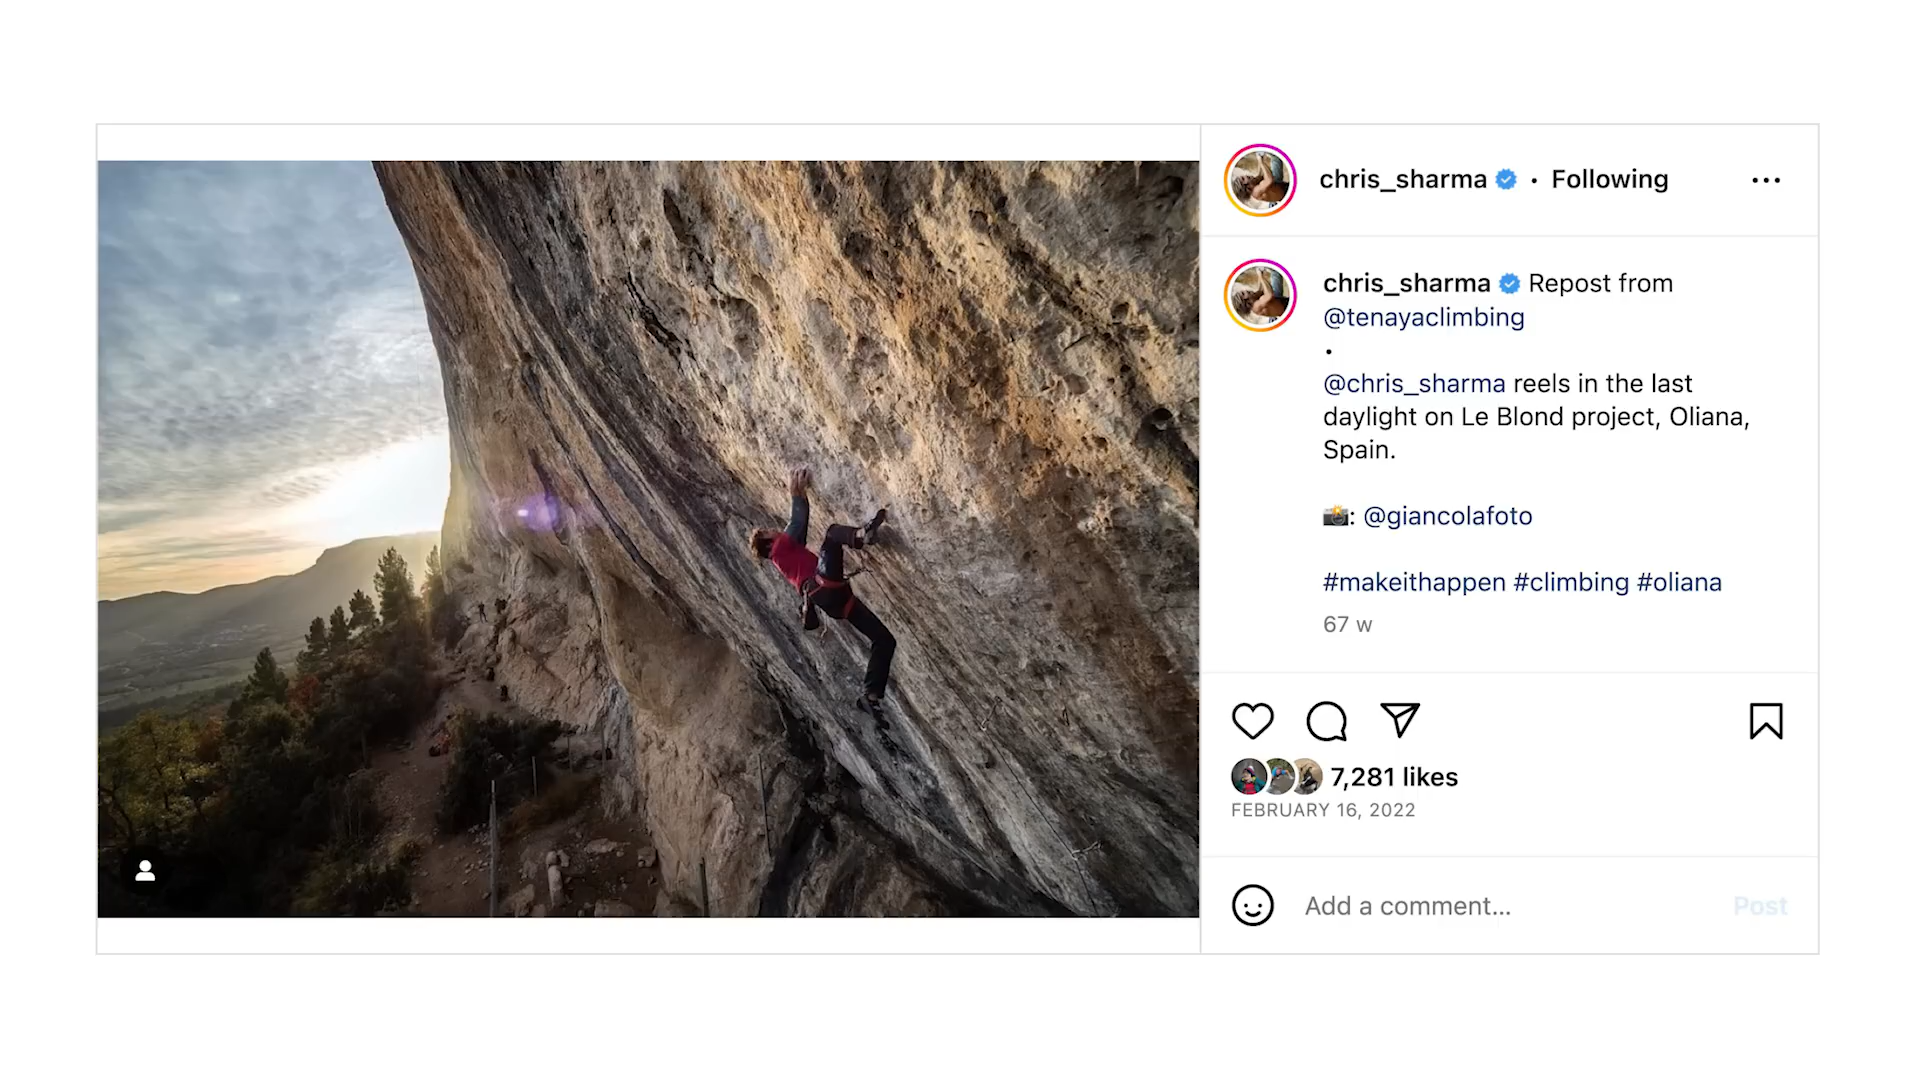 chris_sharma • Following
chris_sharma Repost from
@tenayaclimbing
•
@chris_sharma reels in the last
daylight on Le Blond project, Oliana,
Spain.
📸: @giancolafoto
#makeithappen #climbing #oliana
67 w
7,281 likes
FEBRUARY 16, 2022
Add a comment...
Post